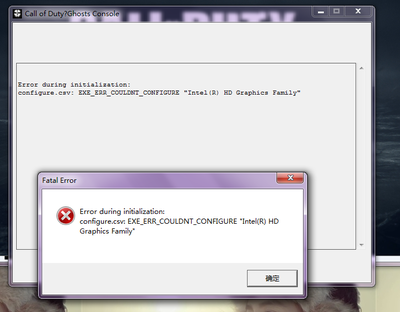 Call of Duty?Ghosts Console
Error during initialization:
configure.csv: EXE_ERR_COULDNT_CONFIGURE "Intel(R) HD Graphics Family"
Fatal Error
Error during initialization:
configure.csv: EXE_ERR_COULDNT_CONFIGURE "Intel(R) HD
Graphics Family"
确定